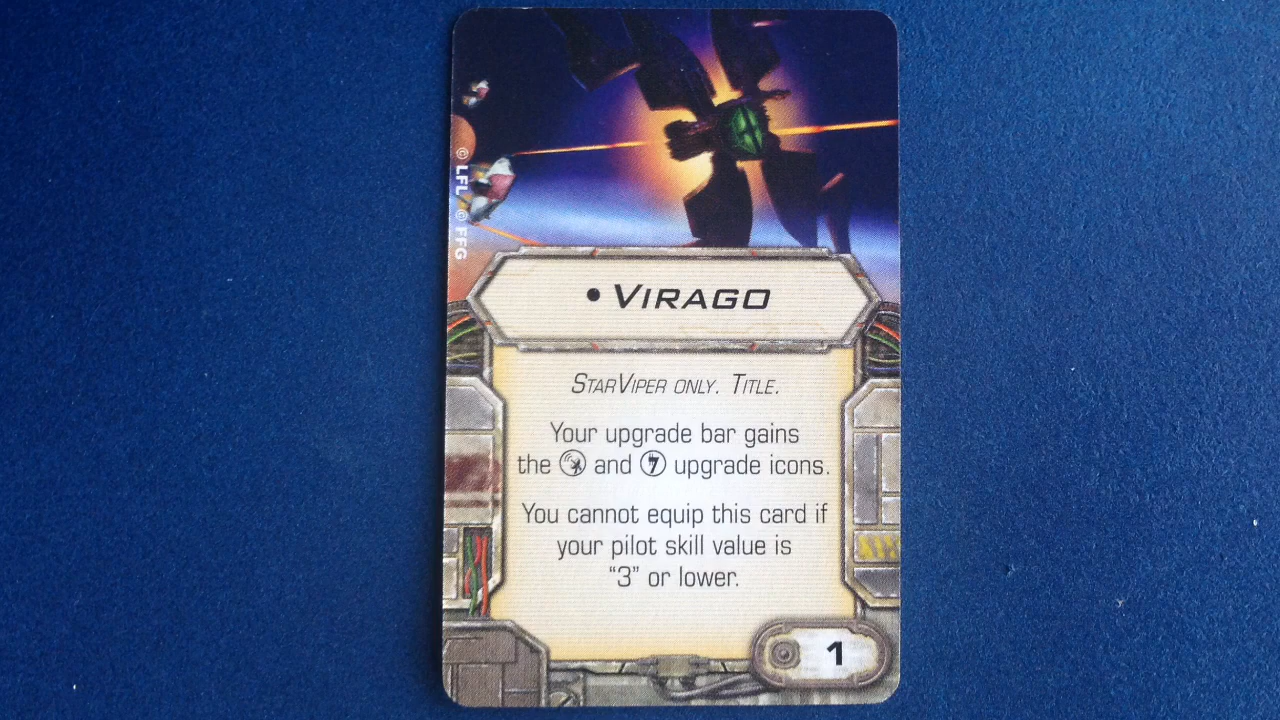 © LFL © FFG
• VIRAGO
STARVIPER ONLY. TITLE.
Your upgrade bar gains
the and upgrade icons.
You cannot equip this card if
your pilot skill value is
“3” or lower.
1